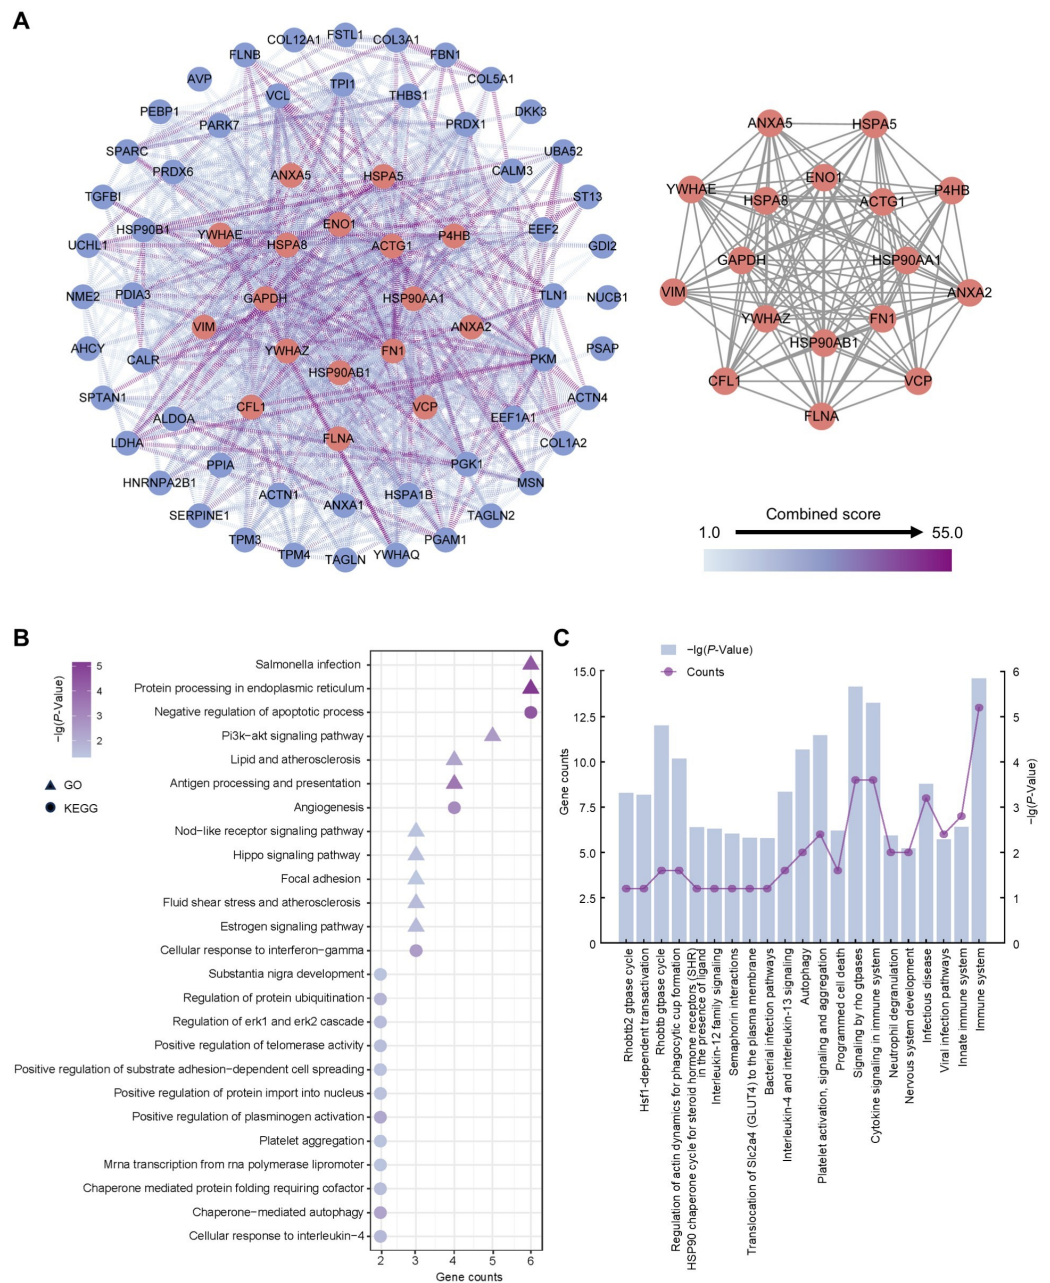 A
FSTL1
COL12A1
COL3A1
FLNB
FBN1
AVP
TPI1
COL5A1
VCL
THBS1
PEBP1
DKK3
PARK7
PRDX1
SPARC
UBA52
PRDX6
ANXA5
HSPA5
CALM3
TGFBI
ST13
HSP90B1
YWHAE
ENO1
P4HB
EEF2
UCHL1
HSPA8
ACTG1
GDI2
NME2
PDIA3
GAPDH
HSP90AA1
TLN1
NUCB1
VIM
ANXA2
AHCY
CALR
YWHAZ
FN1
PKM
PSAP
HSP90AB1
SPTAN1
CFL1
VCP
ACTN4
ALDOA
EEF1A1
LDHA
FLNA
COL1A2
PPIA
PGK1
HNRNPA2B1
ACTN1
HSPA1B
MSN
ANXA1
SERPINE1
TAGLN2
TPM3
PGAM1
TPM4
TAGLN
YWHAQ
ANXA5
HSPA5
ENO1
YWHAE
P4HB
HSPA8
ACTG1
GAPDH
HSP90AA1
VIM
ANXA2
YWHAZ
FN1
HSP90AB1
CFL1
VCP
FLNA
Combined score
1.0
55.0
B
5
4
3
2
−lg(P-Value)
GO
KEGG
Salmonella infection
Protein processing in endoplasmic reticulum
Negative regulation of apoptotic process
Pi3k−akt signaling pathway
Lipid and atherosclerosis
Antigen processing and presentation
Angiogenesis
Nod−like receptor signaling pathway
Hippo signaling pathway
Focal adhesion
Fluid shear stress and atherosclerosis
Estrogen signaling pathway
Cellular response to interferon−gamma
Substantia nigra development
Regulation of protein ubiquitination
Regulation of erk1 and erk2 cascade
Positive regulation of telomerase activity
Positive regulation of substrate adhesion−dependent cell spreading
Positive regulation of protein import into nucleus
Positive regulation of plasminogen activation
Platelet aggregation
Mrna transcription from rna polymerase lipromoter
Chaperone mediated protein folding requiring cofactor
Chaperone−mediated autophagy
Cellular response to interleukin−4
2 3 4 5 6
Gene counts
C
−lg(P-Value)
Counts
15.0
12.5
10.0
7.5
5.0
2.5
0
Gene counts
6
5
4
3
2
1
0
−lg(P-Value)
Rhobtb2 gtpase cycle
Hsf1-dependent transactivation
Rhobtb gtpase cycle
Regulation of actin dynamics for phagocytic cup formation
HSP90 chaperone cycle for steroid hormone receptors (SHR)
in the presence of ligand
Interleukin-12 family signaling
Semaphorin interactions
Translocation of Slc2a4 (GLUT4) to the plasma membrane
Bacterial infection pathways
Interleukin-4 and interleukin-13 signaling
Autophagy
Platelet activation, signaling and aggregation
Programmed cell death
Signaling by rho gtpases
Cytokine signaling in immune system
Neutrophil degranulation
Nervous system development
Infectious disease
Viral infection pathways
Innate immune system
Immune system